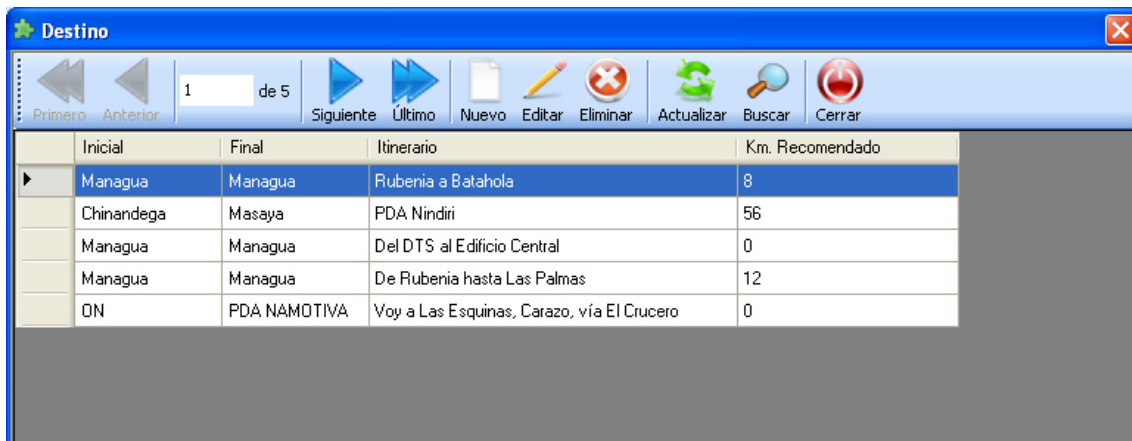 Destino
1 de 5
Primero Anterior Siguiente Último Nuevo Editar Eliminar Actualizar Buscar Cerrar
Inicial Final Itinerario Km. Recomendado
Managua Managua Rubenia a Batahola 8
Chinandega Masaya PDA Nindiri 56
Managua Managua Del DTS al Edificio Central 0
Managua Managua De Rubenia hasta Las Palmas 12
ON PDA NAMOTIVA Voy a Las Esquinas, Carazo, vía El Crucero 0